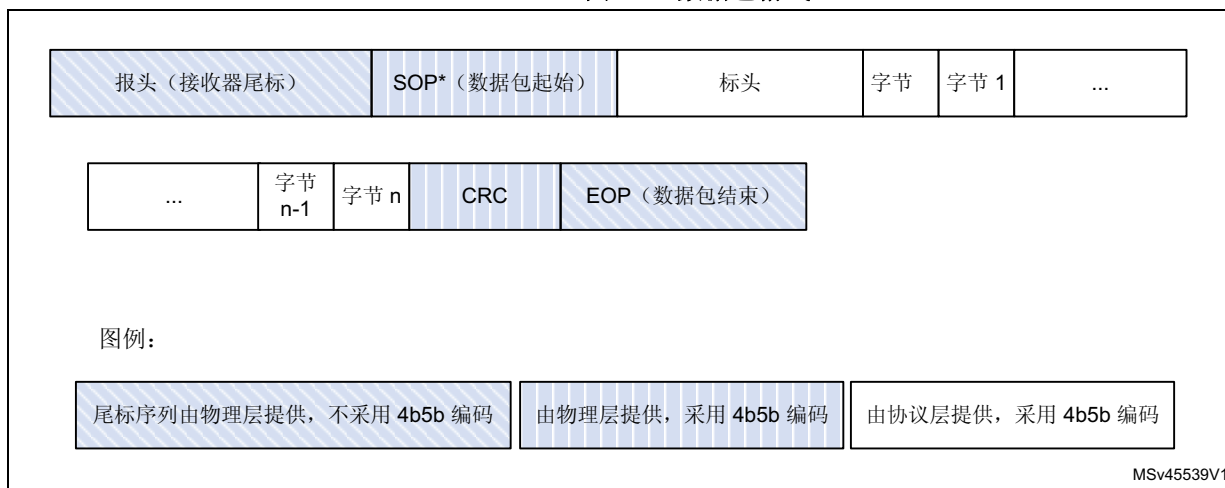 报头（接收器尾标）
SOP*（数据包起始）
标头
字节
字节 1
...
...
字节
n-1
字节 n
CRC
EOP（数据包结束）
图例：
尾标序列由物理层提供，不采用 4b5b 编码
由物理层提供，采用 4b5b 编码
由协议层提供，采用 4b5b 编码
MSv45539V1